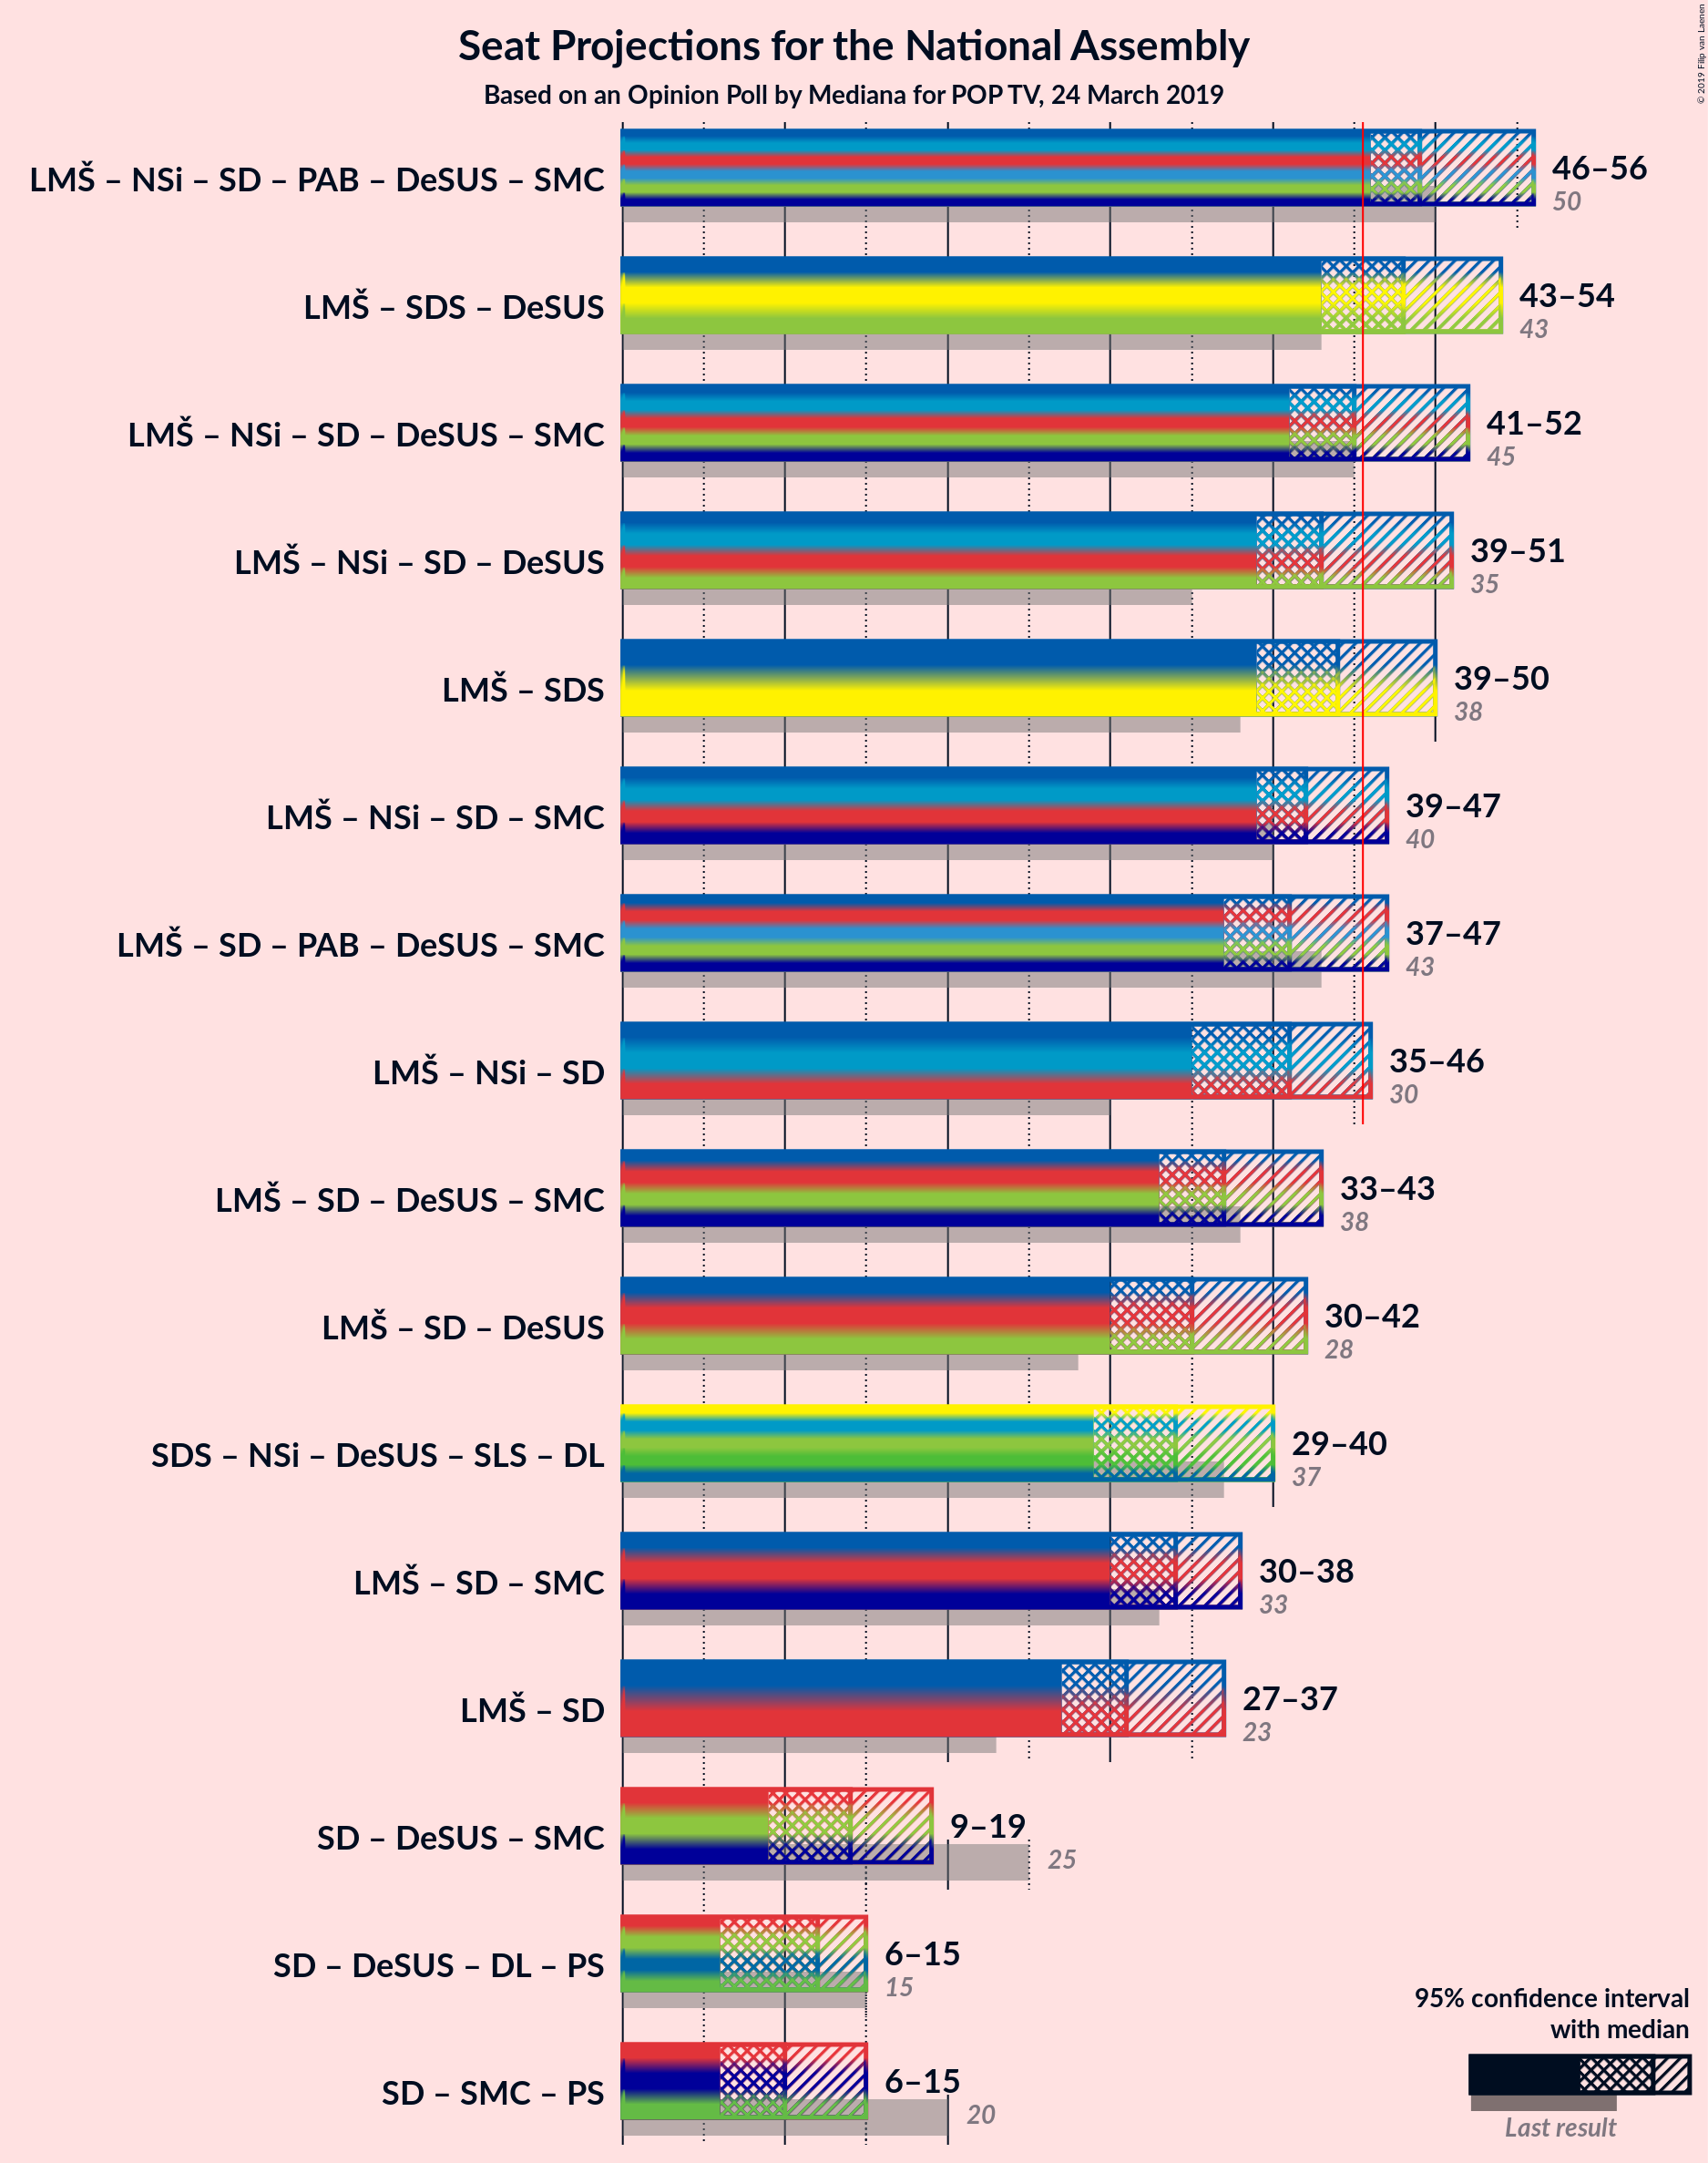 Seat Projections for the National Assembly
Based on an Opinion Poll by Mediana for POP TV, 24 March 2019
© 2019 Filip van Laenen
LMŠ – NSi – SD – PAB – DeSUS – SMC
46–56
50
LMŠ – SDS – DeSUS
43–54
43
LMŠ – NSi – SD – DeSUS – SMC
41–52
45
LMŠ – NSi – SD – DeSUS
39–51
35
LMŠ – SDS
39–50
38
LMŠ – NSi – SD – SMC
39–47
40
LMŠ – SD – PAB – DeSUS – SMC
37–47
43
LMŠ – NSi – SD
35–46
30
LMŠ – SD – DeSUS – SMC
33–43
38
LMŠ – SD – DeSUS
30–42
28
SDS – NSi – DeSUS – SLS – DL
29–40
37
LMŠ – SD – SMC
30–38
33
LMŠ – SD
27–37
23
SD – DeSUS – SMC
9–19
25
SD – DeSUS – DL – PS
6–15
15
SD – SMC – PS
6–15
20
95% confidence interval
with median
Last result